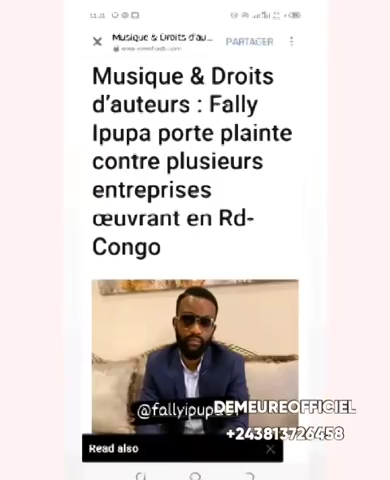 Musique & Droits d'au...
PARTAGER
Musique & Droits
d'auteurs : Fally
Ipupa porte plainte
contre plusieurs
entreprises
œuvrant en Rd-
Congo
DEMEUREOFFICIEL
+243813726458
Read also